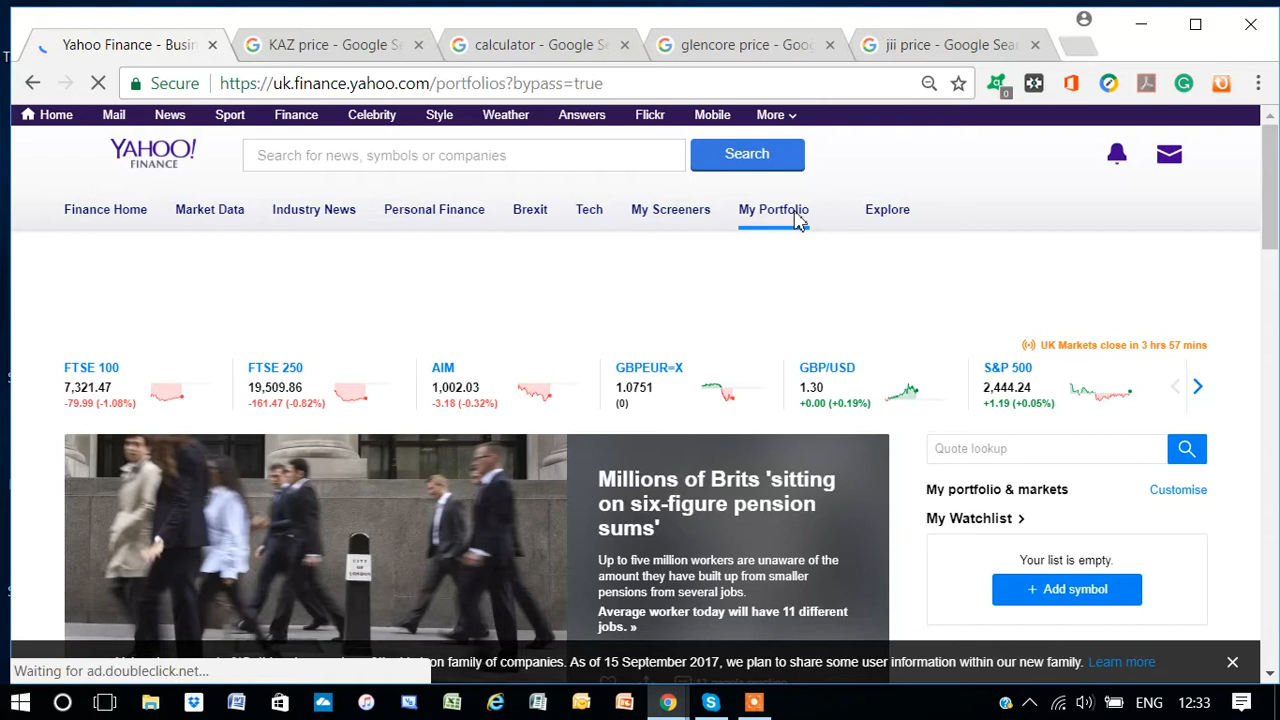 Yahoo Finance - Busin
KAZ price - Google S
calculator - Google Se
glencore price - Goog
jii price - Google Sear
Secure
https://uk.finance.yahoo.com/portfolios?bypass=true
0
Home Mail News Sport Finance Celebrity Style Weather Answers Flickr Mobile More
YAHOO!
FINANCE
Search for news, symbols or companies
Search
Finance Home Market Data Industry News Personal Finance Brexit Tech My Screeners My Portfolio Explore
UK Markets close in 3 hrs 57 mins
FTSE 100 FTSE 250 AIM GBPEUR=X GBP/USD S&P 500
7,321.47 19,509.86 1,002.03 1.0751 1.30 2,444.24
-79.99 (-1.08%) -161.47 (-0.82%) -3.18 (-0.32%) (0) +0.00 (+0.19%) +1.19 (+0.05%)
Millions of Brits 'sitting
on six-figure pension
sums'
Up to five million workers are unaware of the
amount they have built up from smaller
pensions from several jobs.
Average worker today will have 11 different
jobs. »
Quote lookup
My portfolio & markets
Customise
My Watchlist >
Your list is empty.
+ Add symbol
CITY OF
LONDON
on family of companies. As of 15 September 2017, we plan to share some user information within our new family. Learn more
Waiting for ad.doubleclick.net...
ENG
12:33